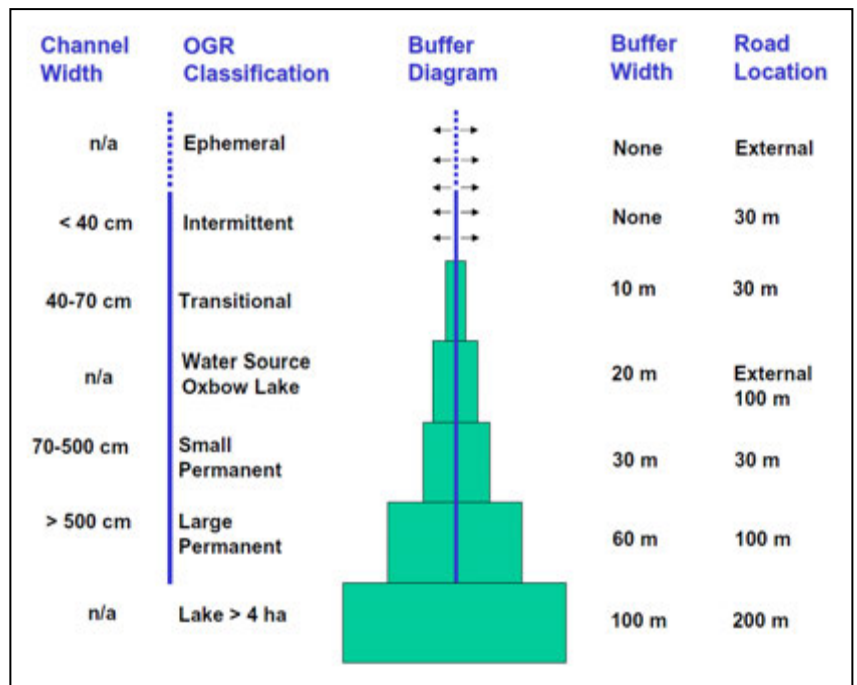 Channel Width OGR Classification Buffer Diagram Buffer Width Road Location
n/a Ephemeral None External
< 40 cm Intermittent None 30 m
40-70 cm Transitional 10 m 30 m
n/a Water Source Oxbow Lake 20 m External 100 m
70-500 cm Small Permanent 30 m 30 m
> 500 cm Large Permanent 60 m 100 m
n/a Lake > 4 ha 100 m 200 m